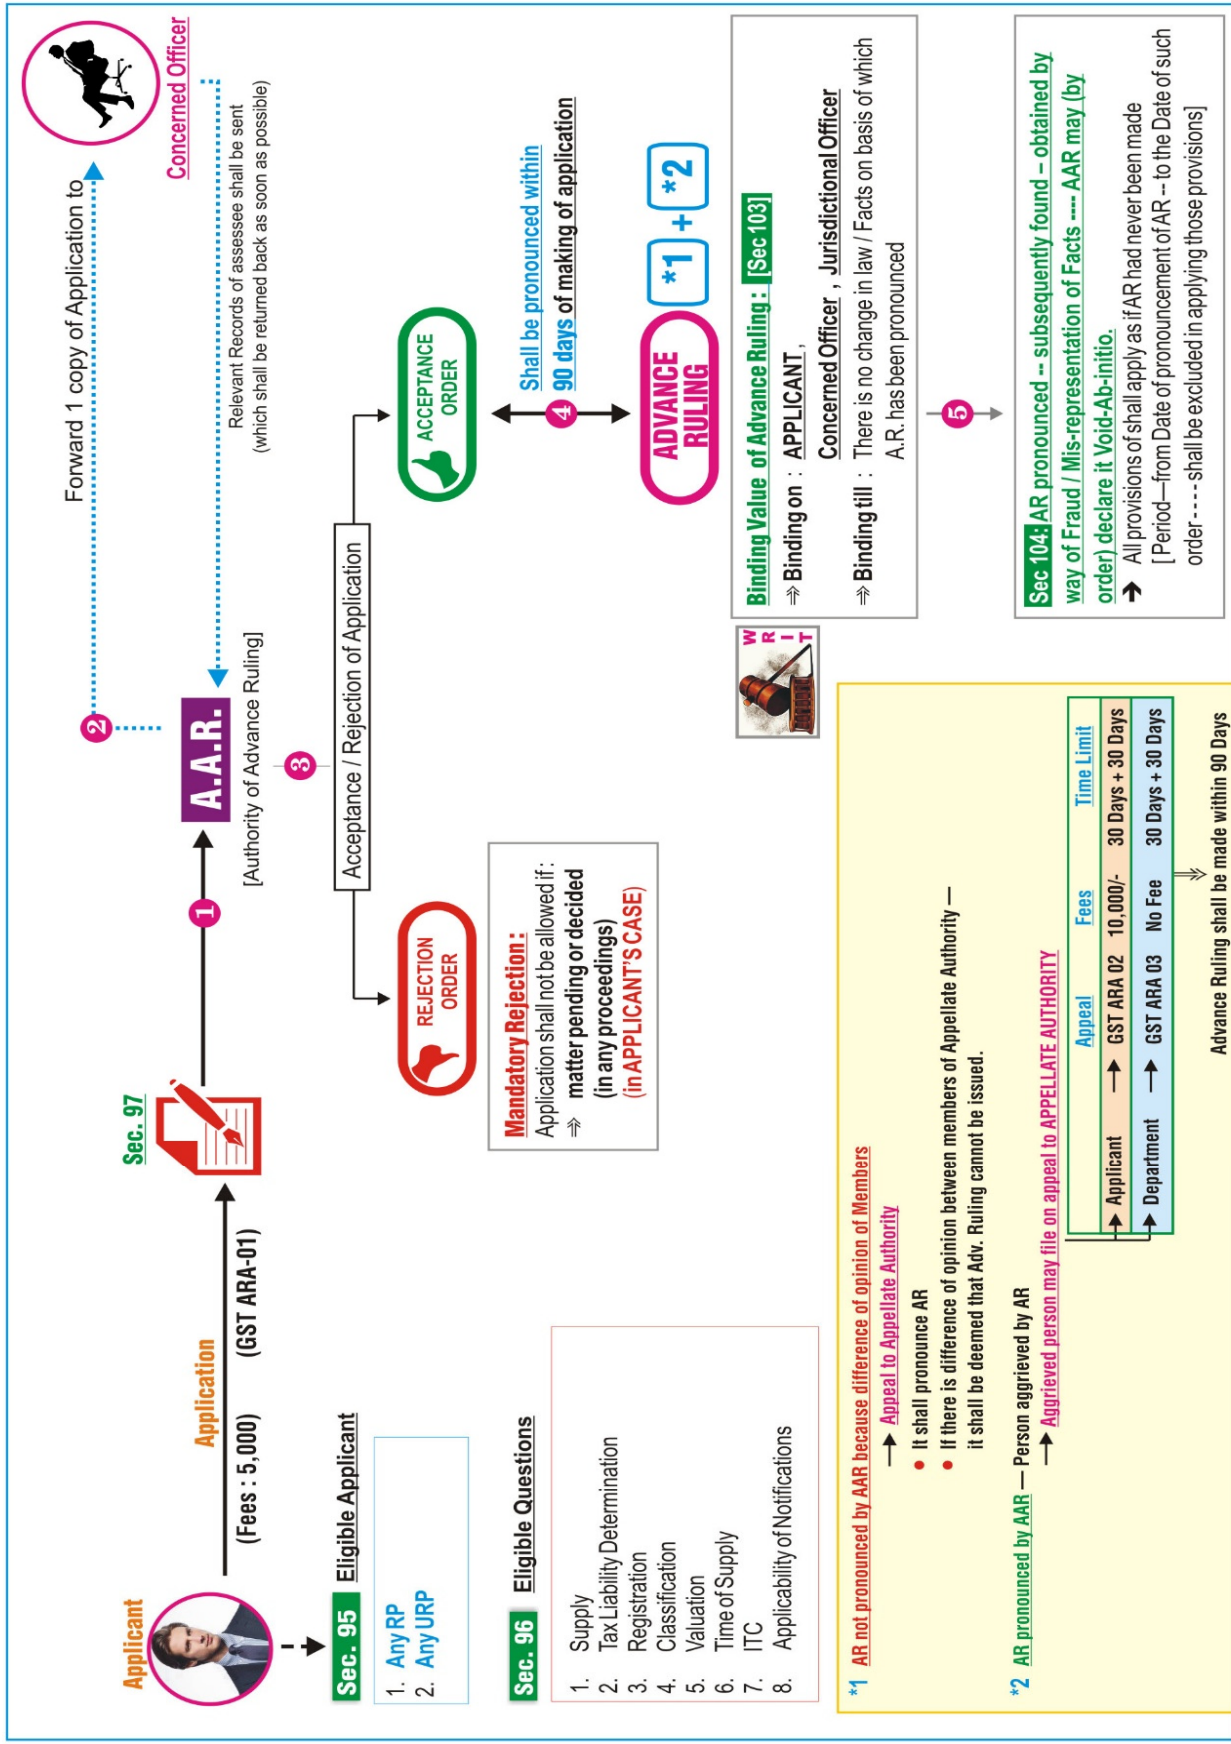 Applicant
Application
(Fees : 5,000)
(GST ARA-01)
Sec. 97
1
A.A.R.
[Authority of Advance Ruling]
2
Forward 1 copy of Application to
Concerned Officer
Relevant Records of assessee shall be sent
(which shall be returned back as soon as possible)
Sec. 95 Eligible Applicant
1. Any RP
2. Any URP
Sec. 96 Eligible Questions
1. Supply
2. Tax Liability Determination
3. Registration
4. Classification
5. Valuation
6. Time of Supply
7. ITC
8. Applicability of Notifications
3
Acceptance / Rejection of Application
REJECTION
ORDER
Mandatory Rejection :
Application shall not be allowed if :
⇒ matter pending or decided
(in any proceedings)
(in APPLICANT'S CASE)
ACCEPTANCE
ORDER
4
Shall be pronounced within
90 days of making of application
ADVANCE
RULING
*1 + *2
WRIT
Binding Value of Advance Ruling : [Sec 103]
⇒ Binding on : APPLICANT ,
Concerned Officer , Jurisdictional Officer
⇒ Binding till : There is no change in law / Facts on basis of which
A.R. has been pronounced
5
Sec 104: AR pronounced -- subsequently found – obtained by
way of Fraud / Mis-representation of Facts ---- AAR may (by
order) declare it Void-Ab-initio.
➔ All provisions of shall apply as if AR had never been made
[ Period—from Date of pronouncement of AR -- to the Date of such
order ---- shall be excluded in applying those provisions]
*1 AR not pronounced by AAR because difference of opinion of Members
→ Appeal to Appellate Authority
● It shall pronounce AR
● If there is difference of opinion between members of Appellate Authority —
it shall be deemed that Adv. Ruling cannot be issued.
*2 AR pronounced by AAR — Person aggrieved by AR
→ Aggrieved person may file on appeal to APPELLATE AUTHORITY
Appeal Fees Time Limit
→ Applicant → GST ARA 02 10,000/- 30 Days + 30 Days
→ Department → GST ARA 03 No Fee 30 Days + 30 Days
Advance Ruling shall be made within 90 Days